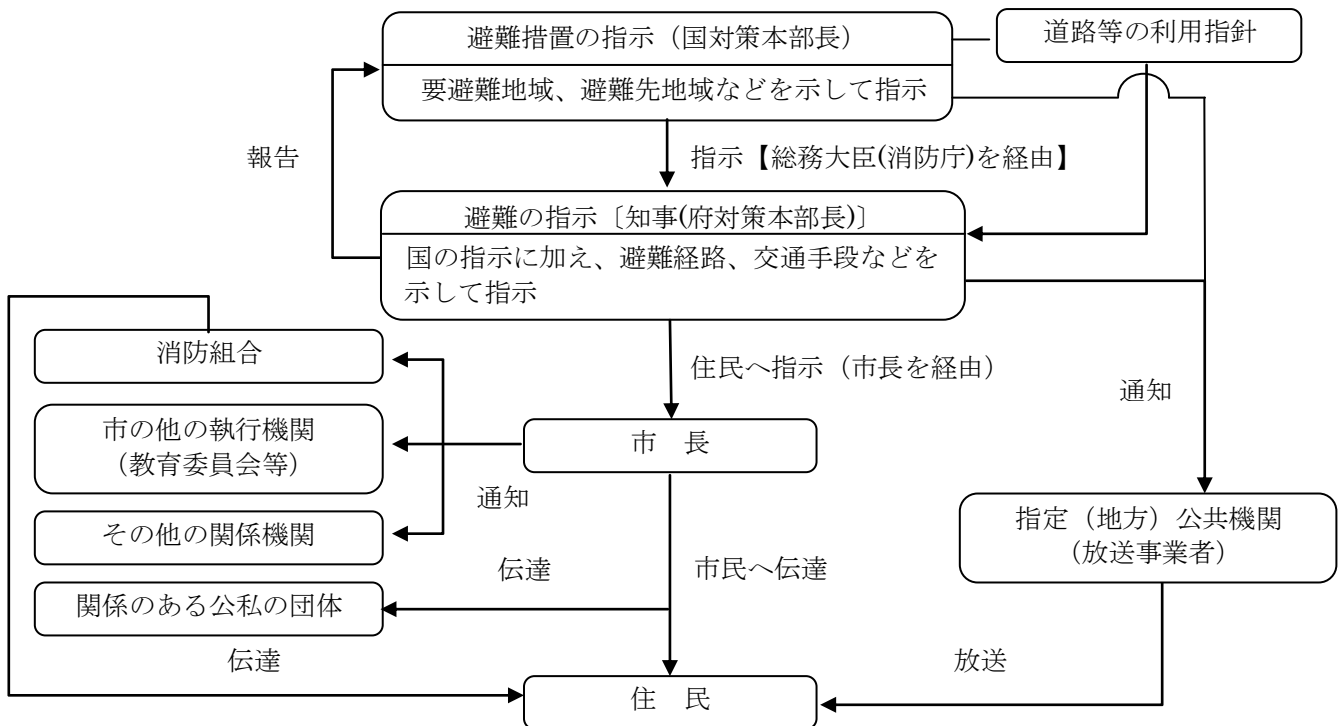 避難措置の指示（国対策本部長）
道路等の利用指針
要避難地域、避難先地域などを示して指示
報告
指示【総務大臣(消防庁)を経由】
避難の指示〔知事(府対策本部長)〕
国の指示に加え、避難経路、交通手段などを
示して指示
消防組合
住民へ指示（市長を経由）
通知
市の他の執行機関
（教育委員会等）
市　長
通知
その他の関係機関
指定（地方）公共機関
（放送事業者）
伝達
市民へ伝達
関係のある公私の団体
伝達
放送
住　民